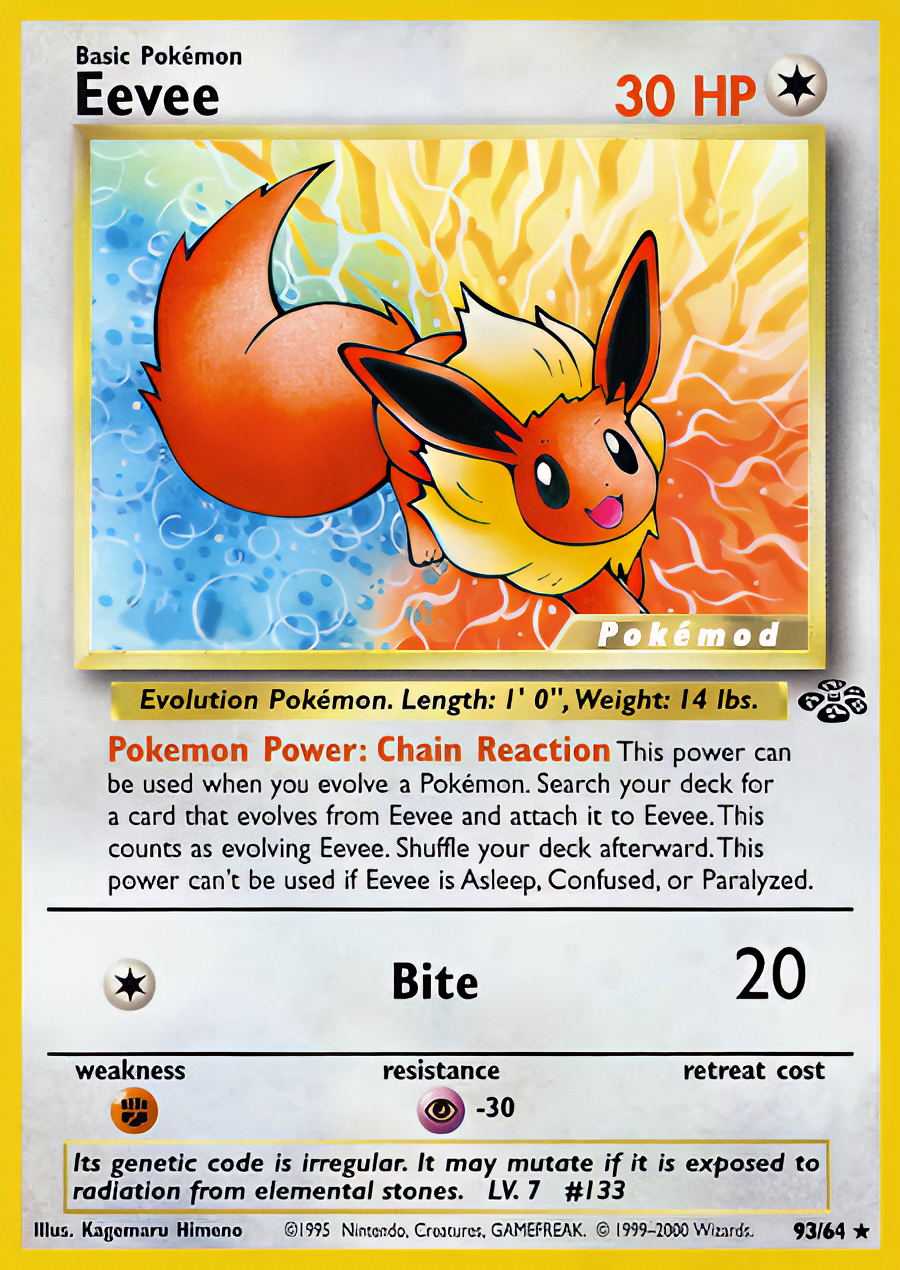 Basic Pokémon
Eevee
30 HP
Pokémod
Evolution Pokémon. Length: 1' 0", Weight: 14 lbs.
Pokemon Power: Chain Reaction This power can
be used when you evolve a Pokémon. Search your deck for
a card that evolves from Eevee and attach it to Eevee. This
counts as evolving Eevee. Shuffle your deck afterward. This
power can't be used if Eevee is Asleep, Confused, or Paralyzed.
Bite
20
weakness
resistance
retreat cost
-30
Its genetic code is irregular. It may mutate if it is exposed to
radiation from elemental stones. LV. 7 #133
Illus. Kagemaru Himeno
©1995 Nintendo, Creatures, GAMEFREAK. © 1999-2000 Wizards.
93/64 ★